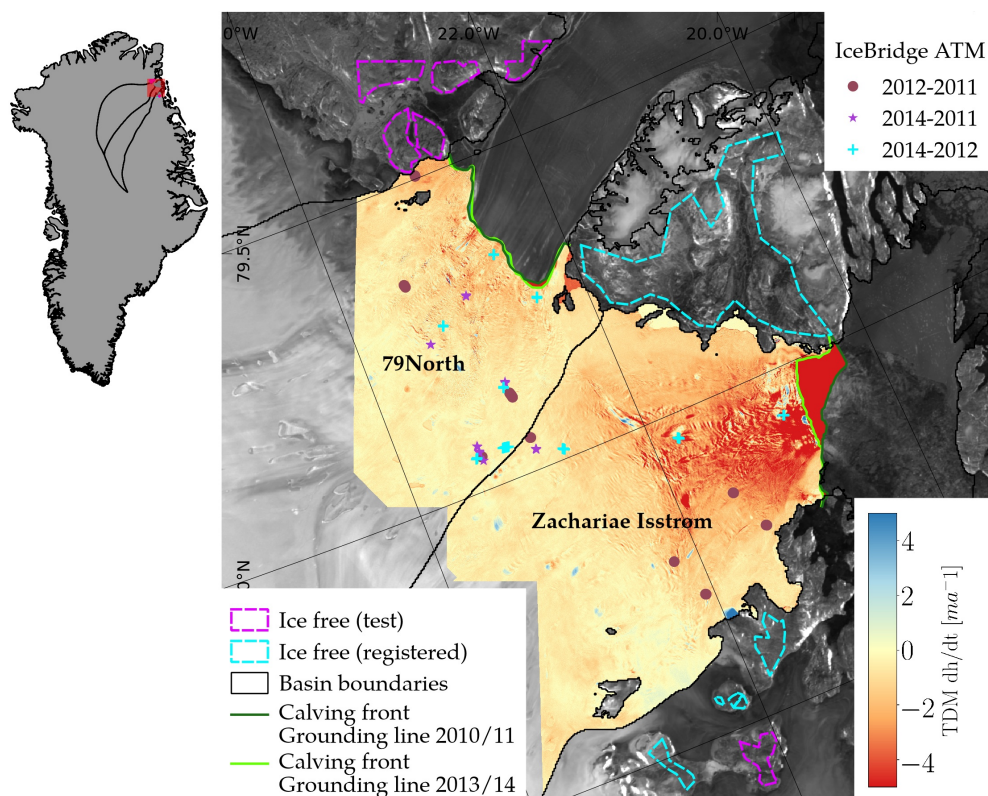 0°W
22.0°W
20.0°W
IceBridge ATM
2012-2011
2014-2011
2014-2012
79.5°N
79North
Zachariae Isstrøm
0°N
Ice free (test)
Ice free (registered)
Basin boundaries
Calving front
Grounding line 2010/11
Calving front
Grounding line 2013/14
4
2
0
−2
−4
TDM dh/dt [ma⁻¹]